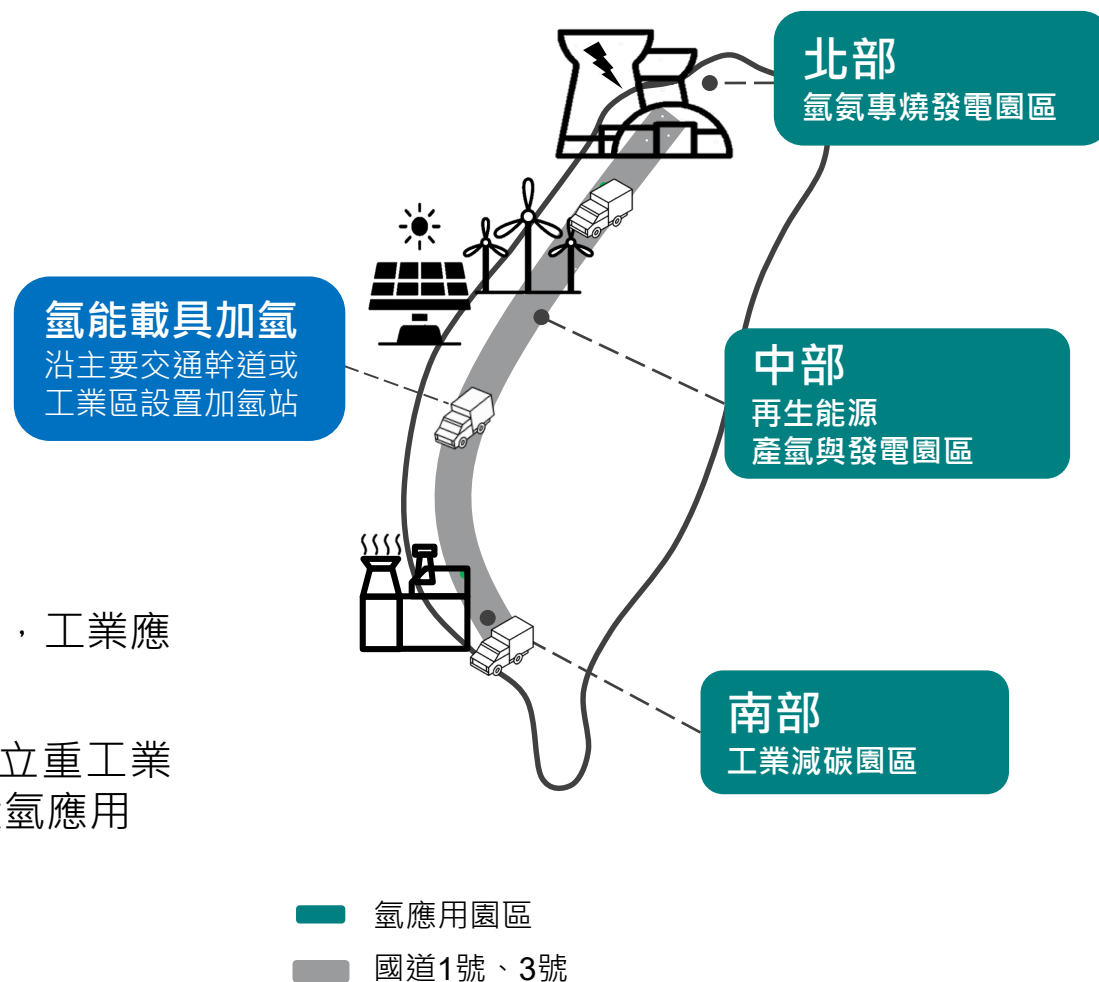 北部
氫氨專燒發電園區
氫能載具加氫
沿主要交通幹道或
工業區設置加氫站
中部
再生能源
產氫與發電園區
南部
工業減碳園區
，工業應
立重工業
氫應用
氫應用園區
國道1號、3號